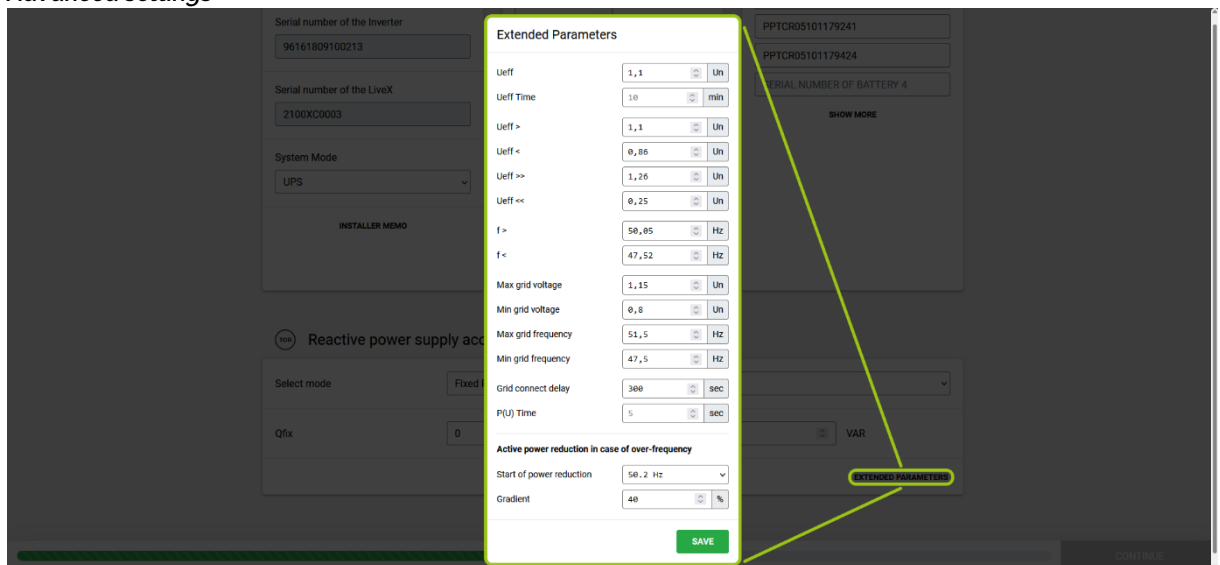 Advanced settings
Serial number of the Inverter
96161809100213
Serial number of the LiveX
2100XC0003
System Mode
UPS
INSTALLER MEMO
PPTCR05101179241
PPTCR05101179424
SERIAL NUMBER OF BATTERY 4
SHOW MORE
Extended Parameters
Ueff 1,1 Un
Ueff Time 10 min
Ueff > 1,1 Un
Ueff < 0,86 Un
Ueff >> 1,26 Un
Ueff << 0,25 Un
f > 50,05 Hz
f < 47,52 Hz
Max grid voltage 1,15 Un
Min grid voltage 0,8 Un
Max grid frequency 51,5 Hz
Min grid frequency 47,5 Hz
Grid connect delay 300 sec
P(U) Time 5 sec
Active power reduction in case of over-frequency
Start of power reduction 50.2 Hz
Gradient 40 %
SAVE
TOR Reactive power supply acc
Select mode Fixed
Qfix 0 VAR
EXTENDED PARAMETERS
CONTINUE